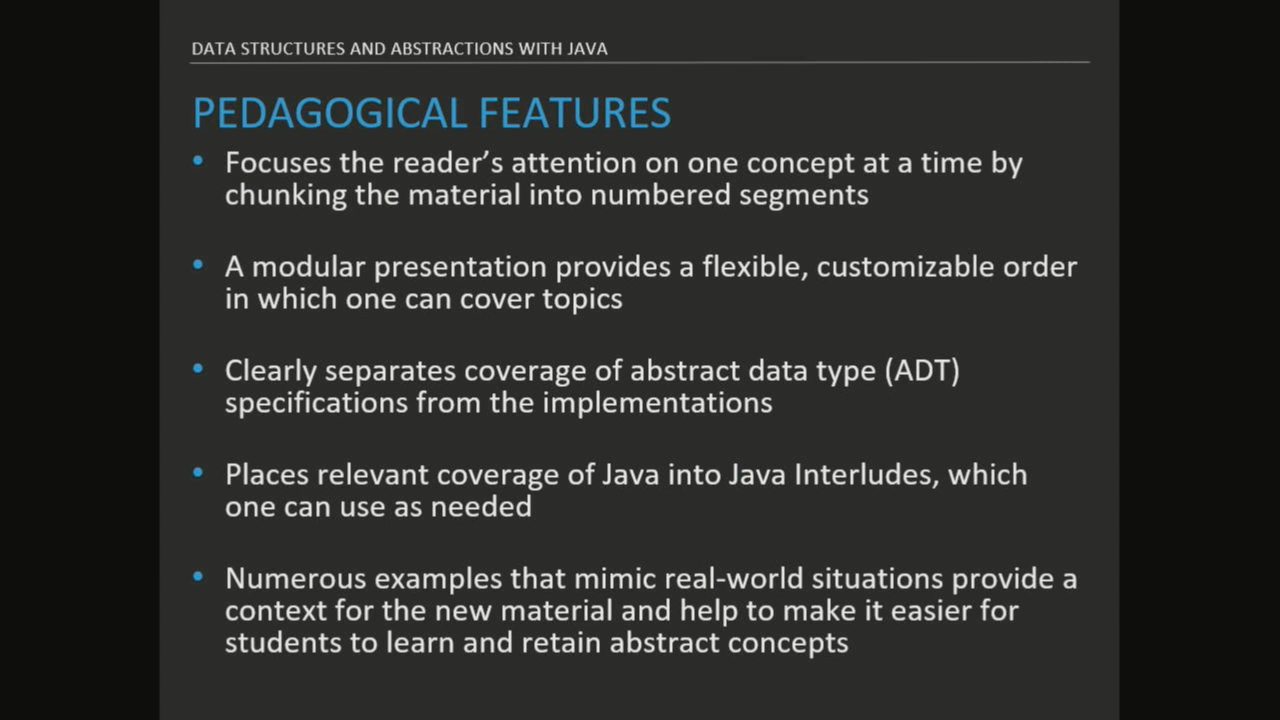 DATA STRUCTURES AND ABSTRACTIONS WITH JAVA
PEDAGOGICAL FEATURES
• Focuses the reader’s attention on one concept at a time by
chunking the material into numbered segments
• A modular presentation provides a flexible, customizable order
in which one can cover topics
• Clearly separates coverage of abstract data type (ADT)
specifications from the implementations
• Places relevant coverage of Java into Java Interludes, which
one can use as needed
• Numerous examples that mimic real-world situations provide a
context for the new material and help to make it easier for
students to learn and retain abstract concepts